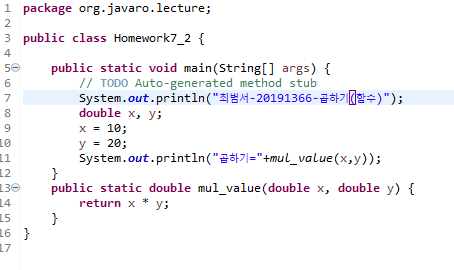 1 package org.javaro.lecture;
2
3 public class Homework7_2 {
4
5 public static void main(String[] args) {
6 // TODO Auto-generated method stub
7 System.out.println("최범서-20191366-곱하기(함수)");
8 double x, y;
9 x = 10;
10 y = 20;
11 System.out.println("곱하기="+mul_value(x,y));
12 }
13 public static double mul_value(double x, double y) {
14 return x * y;
15 }
16 }
17